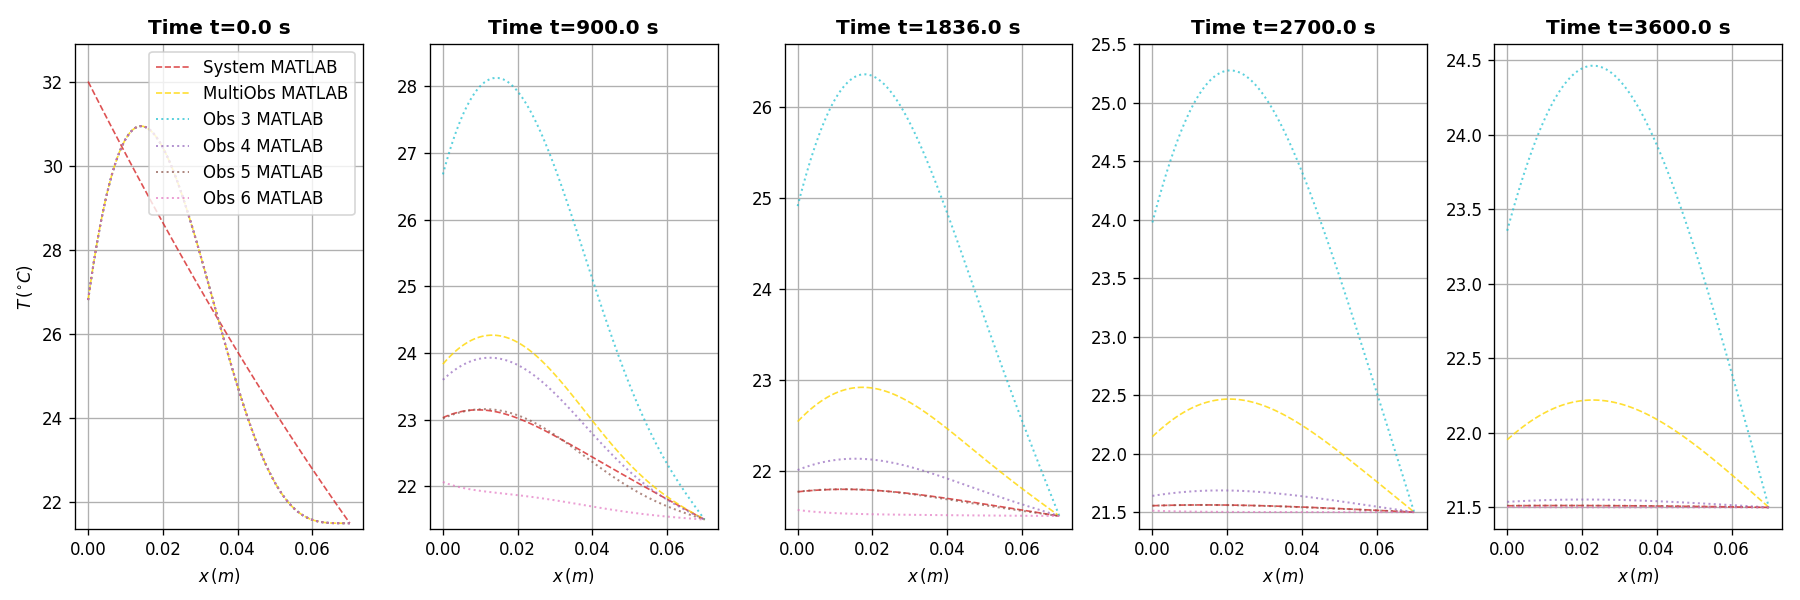 Time t=0.0 s
Time t=900.0 s
Time t=1836.0 s
Time t=2700.0 s
Time t=3600.0 s
System MATLAB
MultiObs MATLAB
Obs 3 MATLAB
Obs 4 MATLAB
Obs 5 MATLAB
Obs 6 MATLAB
T (°C)
32
30
28
26
24
22
0.00 0.02 0.04 0.06
x (m)
28
27
26
25
24
23
22
0.00 0.02 0.04 0.06
x (m)
26
25
24
23
22
0.00 0.02 0.04 0.06
x (m)
25.5
25.0
24.5
24.0
23.5
23.0
22.5
22.0
21.5
0.00 0.02 0.04 0.06
x (m)
24.5
24.0
23.5
23.0
22.5
22.0
21.5
0.00 0.02 0.04 0.06
x (m)